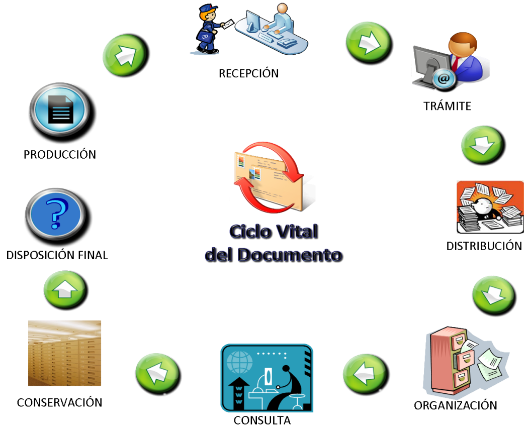 RECEPCIÓN
TRÁMITE
@
PRODUCCIÓN
?
DISTRIBUCIÓN
Ciclo Vital
del Documento
DISPOSICIÓN FINAL
ORGANIZACIÓN
CONSULTA
CONSERVACIÓN